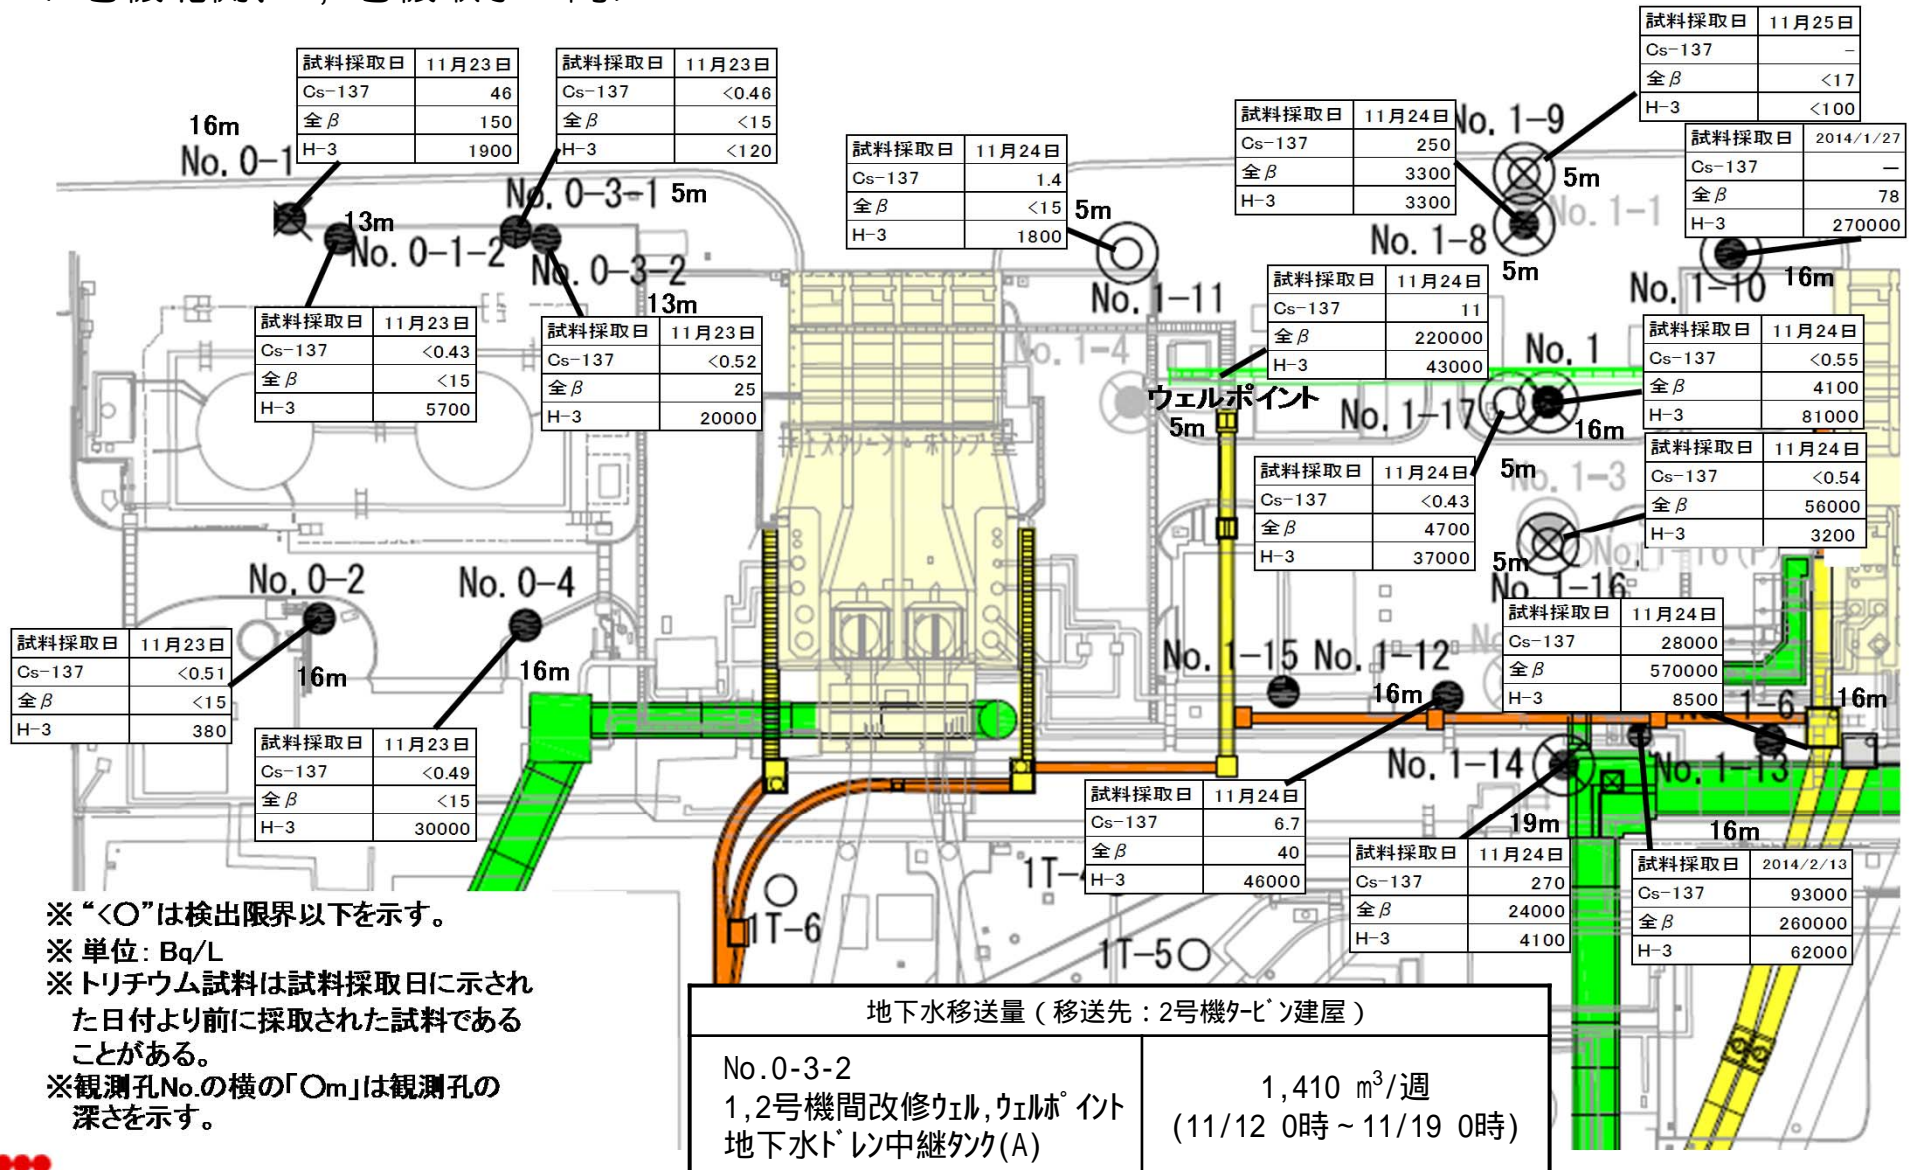 試料採取日 11月25日
Cs-137 -
全β <17
H-3 <100
試料採取日 11月23日
Cs-137 46
全β 150
H-3 1900
試料採取日 11月23日
Cs-137 <0.46
全β <15
H-3 <120
試料採取日 11月24日
Cs-137 250
全β 3300
H-3 3300
No. 1-9
5m
16m
No. 0-1
試料採取日 11月24日
Cs-137 1.4
全β <15
H-3 1800
試料採取日 2014/1/27
Cs-137 —
全β 78
H-3 270000
No. 0-3-1 5m
5m
No. 1-1
13m
No. 0-1-2
No. 0-3-2
13m
No. 1-8
5m
No. 1-11
No. 1-10
16m
試料採取日 11月24日
Cs-137 11
全β 220000
H-3 43000
試料採取日 11月23日
Cs-137 <0.43
全β <15
H-3 5700
試料採取日 11月23日
Cs-137 <0.52
全β 25
H-3 20000
試料採取日 11月24日
Cs-137 <0.55
全β 4100
H-3 81000
No. 1-4
No. 1
ウェルポイント
5m
No. 1-17
16m
5m
試料採取日 11月24日
Cs-137 <0.43
全β 4700
H-3 37000
試料採取日 11月24日
Cs-137 <0.54
全β 56000
H-3 3200
No. 1-3
5m
No. 1-16
No. 0-2
No. 0-4
16m
16m
試料採取日 11月23日
Cs-137 <0.51
全β <15
H-3 380
試料採取日 11月24日
Cs-137 28000
全β 570000
H-3 8500
No. 1-15 No. 1-12
16m
1-6
16m
試料採取日 11月23日
Cs-137 <0.49
全β <15
H-3 30000
No. 1-14
No. 1-13
19m
16m
試料採取日 11月24日
Cs-137 6.7
全β 40
H-3 46000
試料採取日 11月24日
Cs-137 270
全β 24000
H-3 4100
試料採取日 2014/2/13
Cs-137 93000
全β 260000
H-3 62000
1T-6
1T-5
※ “<〇”は検出限界以下を示す。
※ 単位: Bq/L
※ トリチウム試料は試料採取日に示され
た日付より前に採取された試料である
ことがある。
※観測孔No.の横の「〇m」は観測孔の
深さを示す。
地下水移送量(移送先:2号機タービン建屋)
No.0-3-2
1,2号機間改修ウェル,ウェルポイント
地下水ドレン中継タンク(A)
1,410 m³/週
(11/12 0時~11/19 0時)